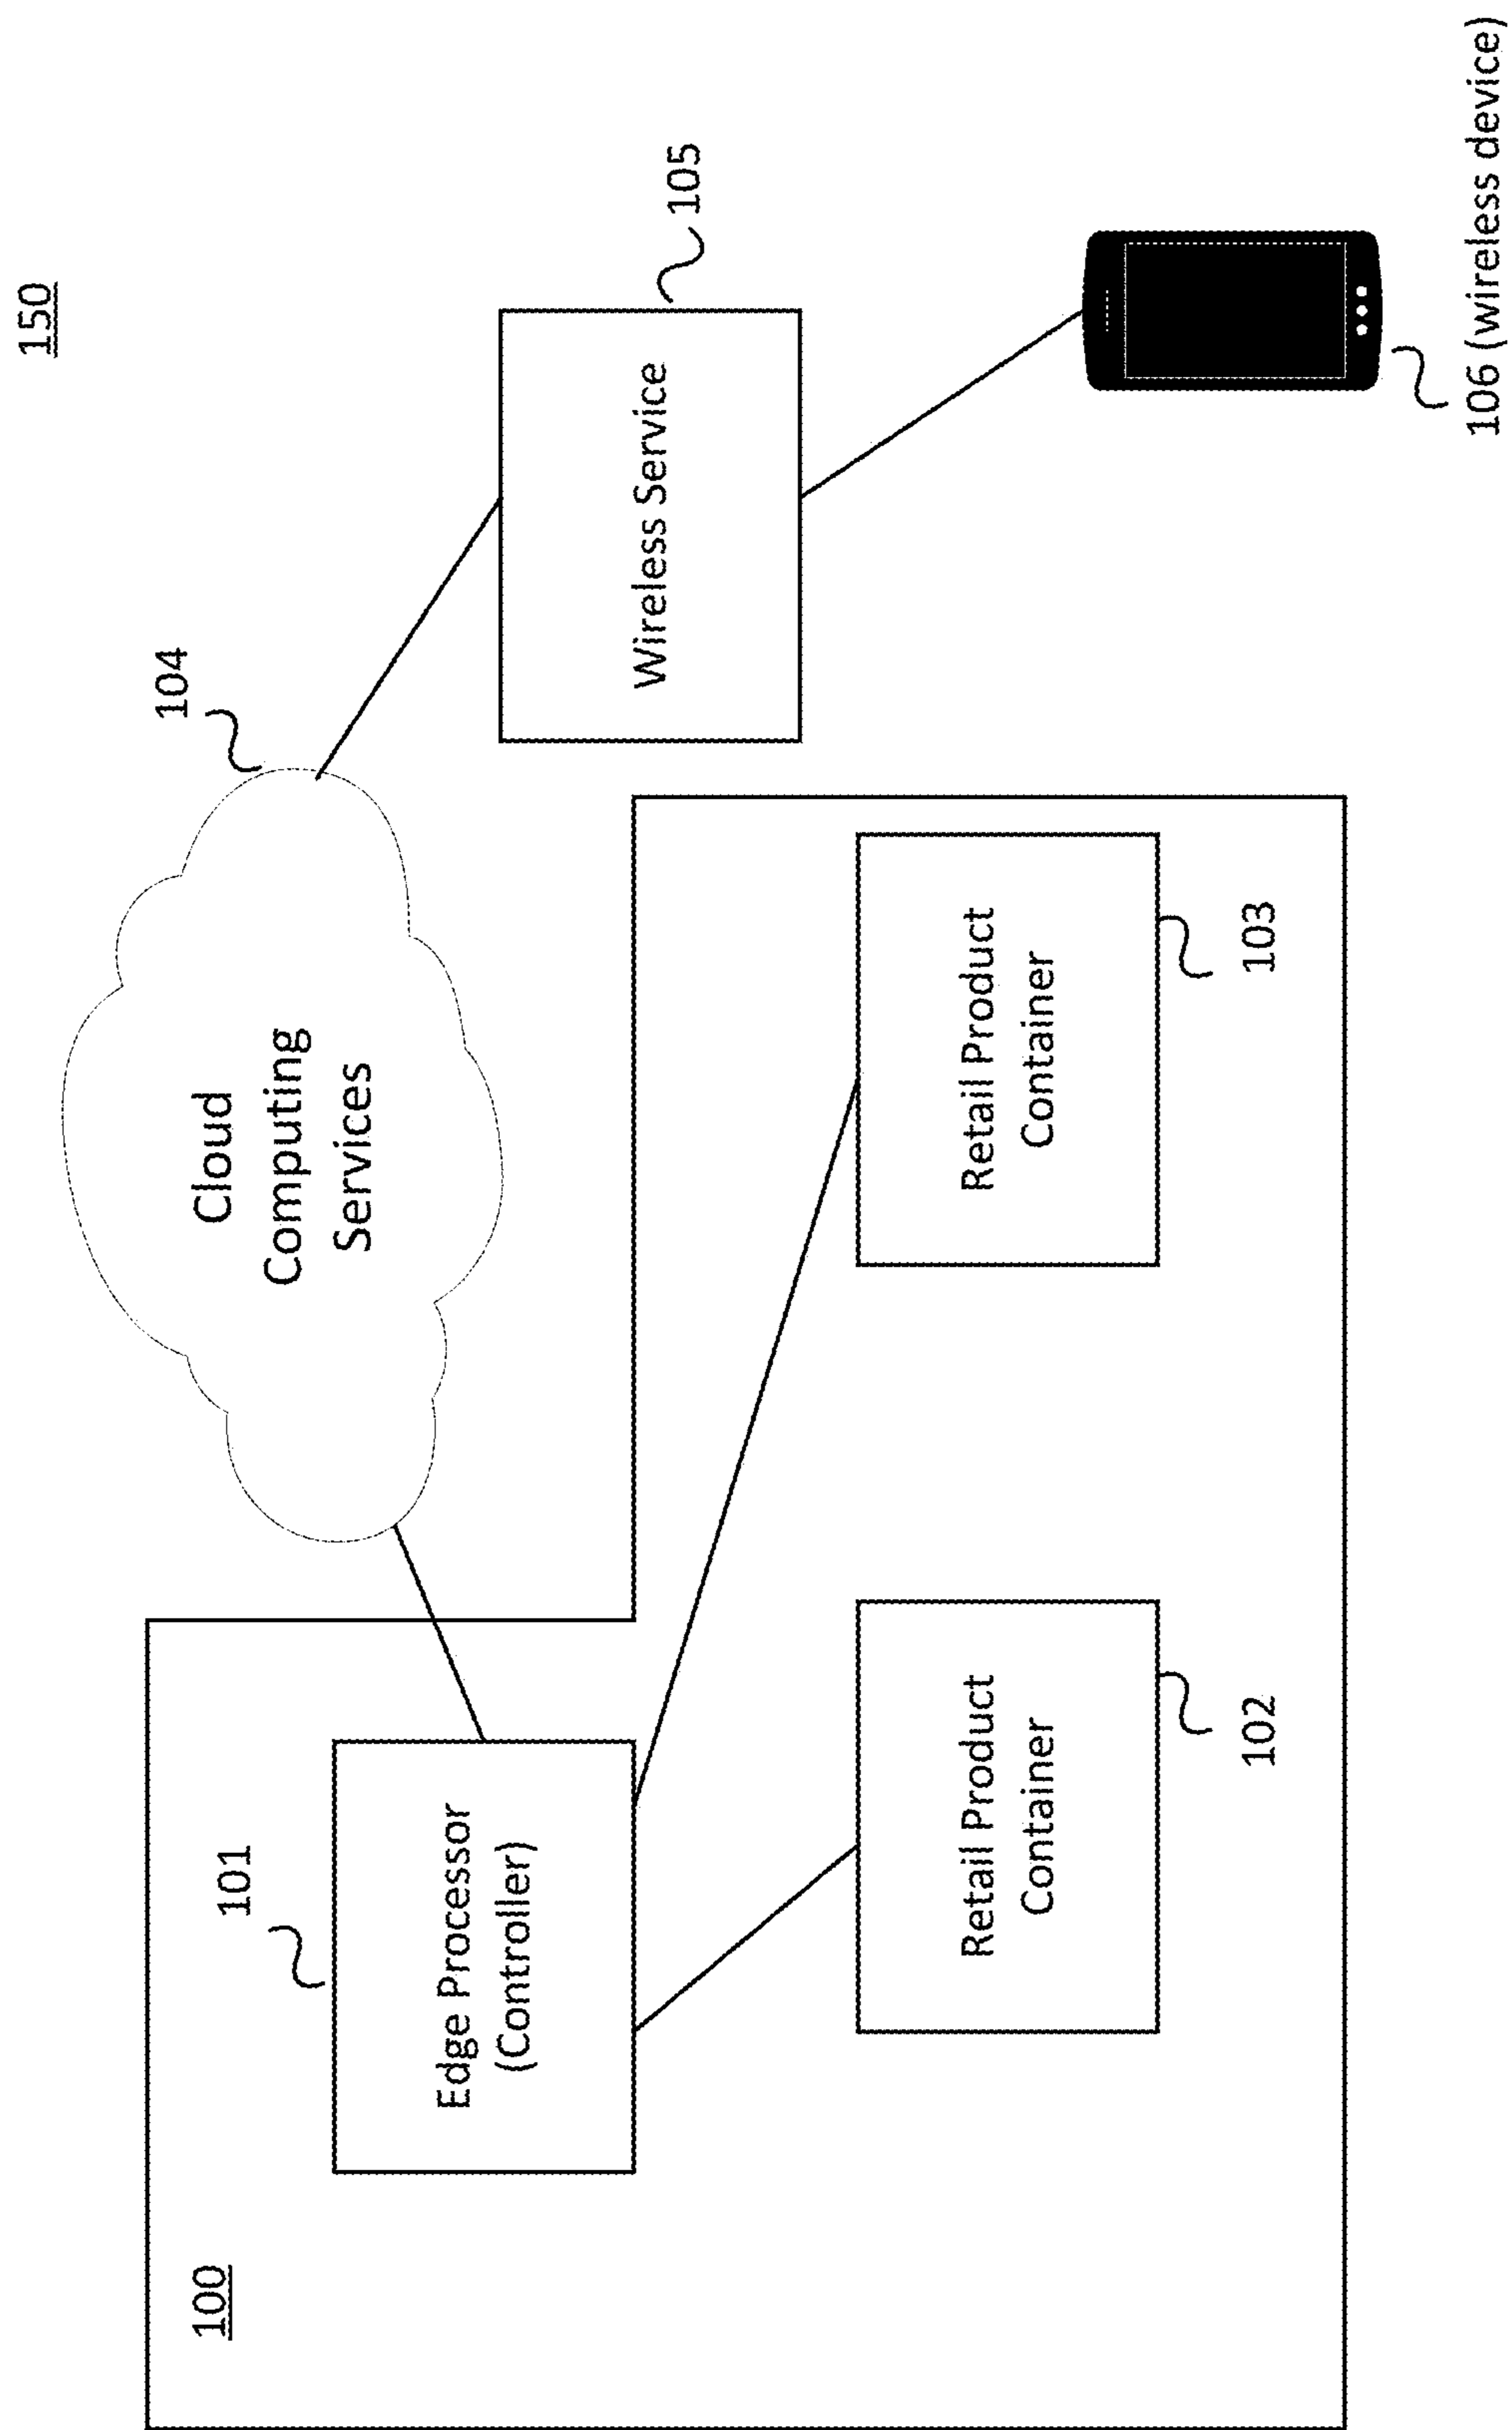 150
104
Cloud
Computing
Services
105
Wireless Service
100
101
Edge Processor
(Controller)
Retail Product
Container
102
Retail Product
Container
103
106 (wireless device)